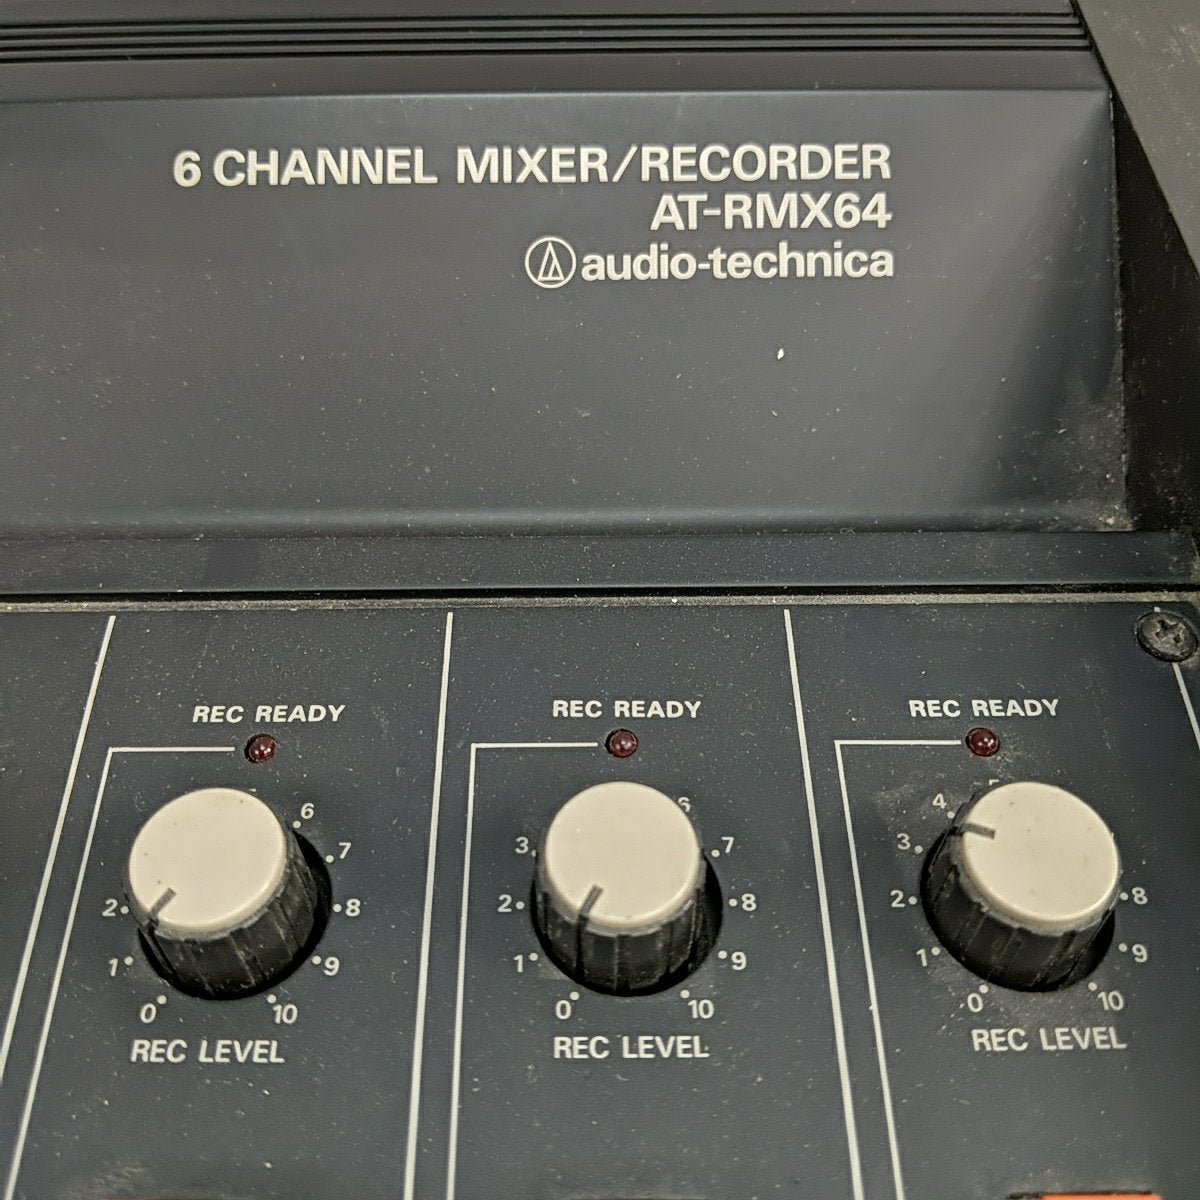 6 CHANNEL MIXER/RECORDER
AT-RMX64
audio-technica
REC READY REC READY REC READY
6 7 8 9 10 2 1 0
6 7 8 9 10 3 2 1 0
4 3 2 1 0 8 9 10
REC LEVEL REC LEVEL REC LEVEL